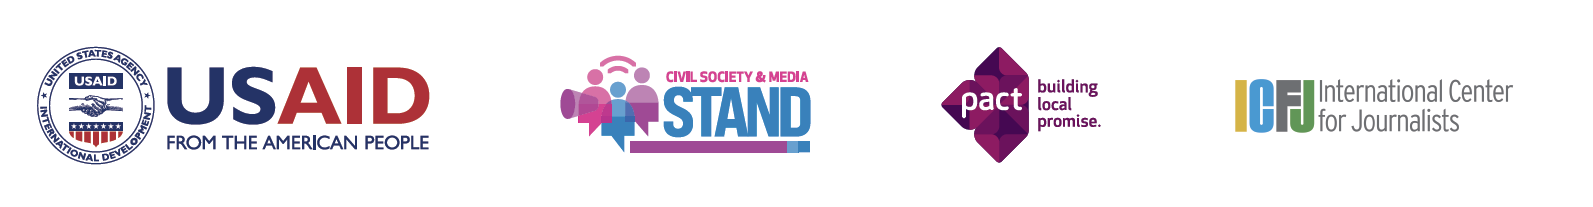 UNITED STATES AGENCY
USAID
INTERNATIONAL DEVELOPMENT
USAID
FROM THE AMERICAN PEOPLE
CIVIL SOCIETY & MEDIA
STAND
pact
building
local
promise.
ICFJ
International Center
for Journalists